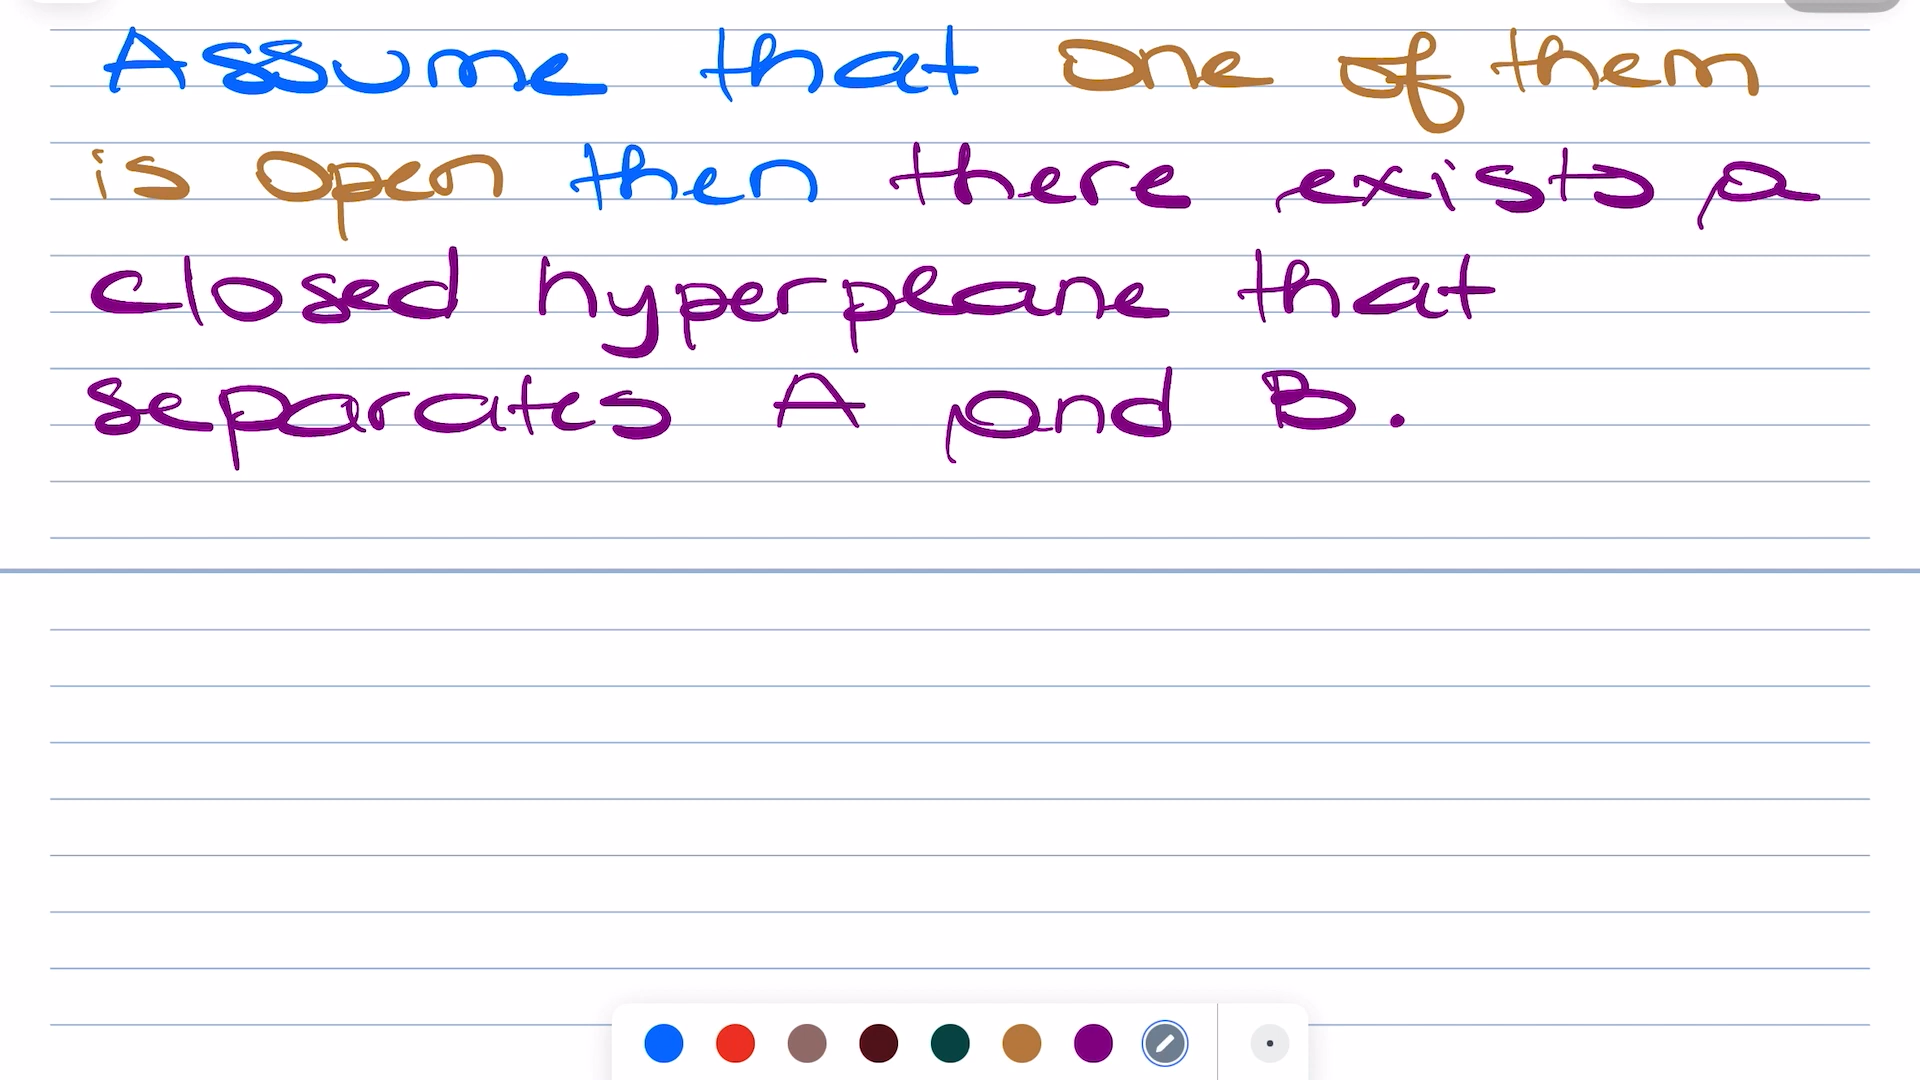 Assume that one of them
is open then there exists a
closed hyperplane that
separates A and B.